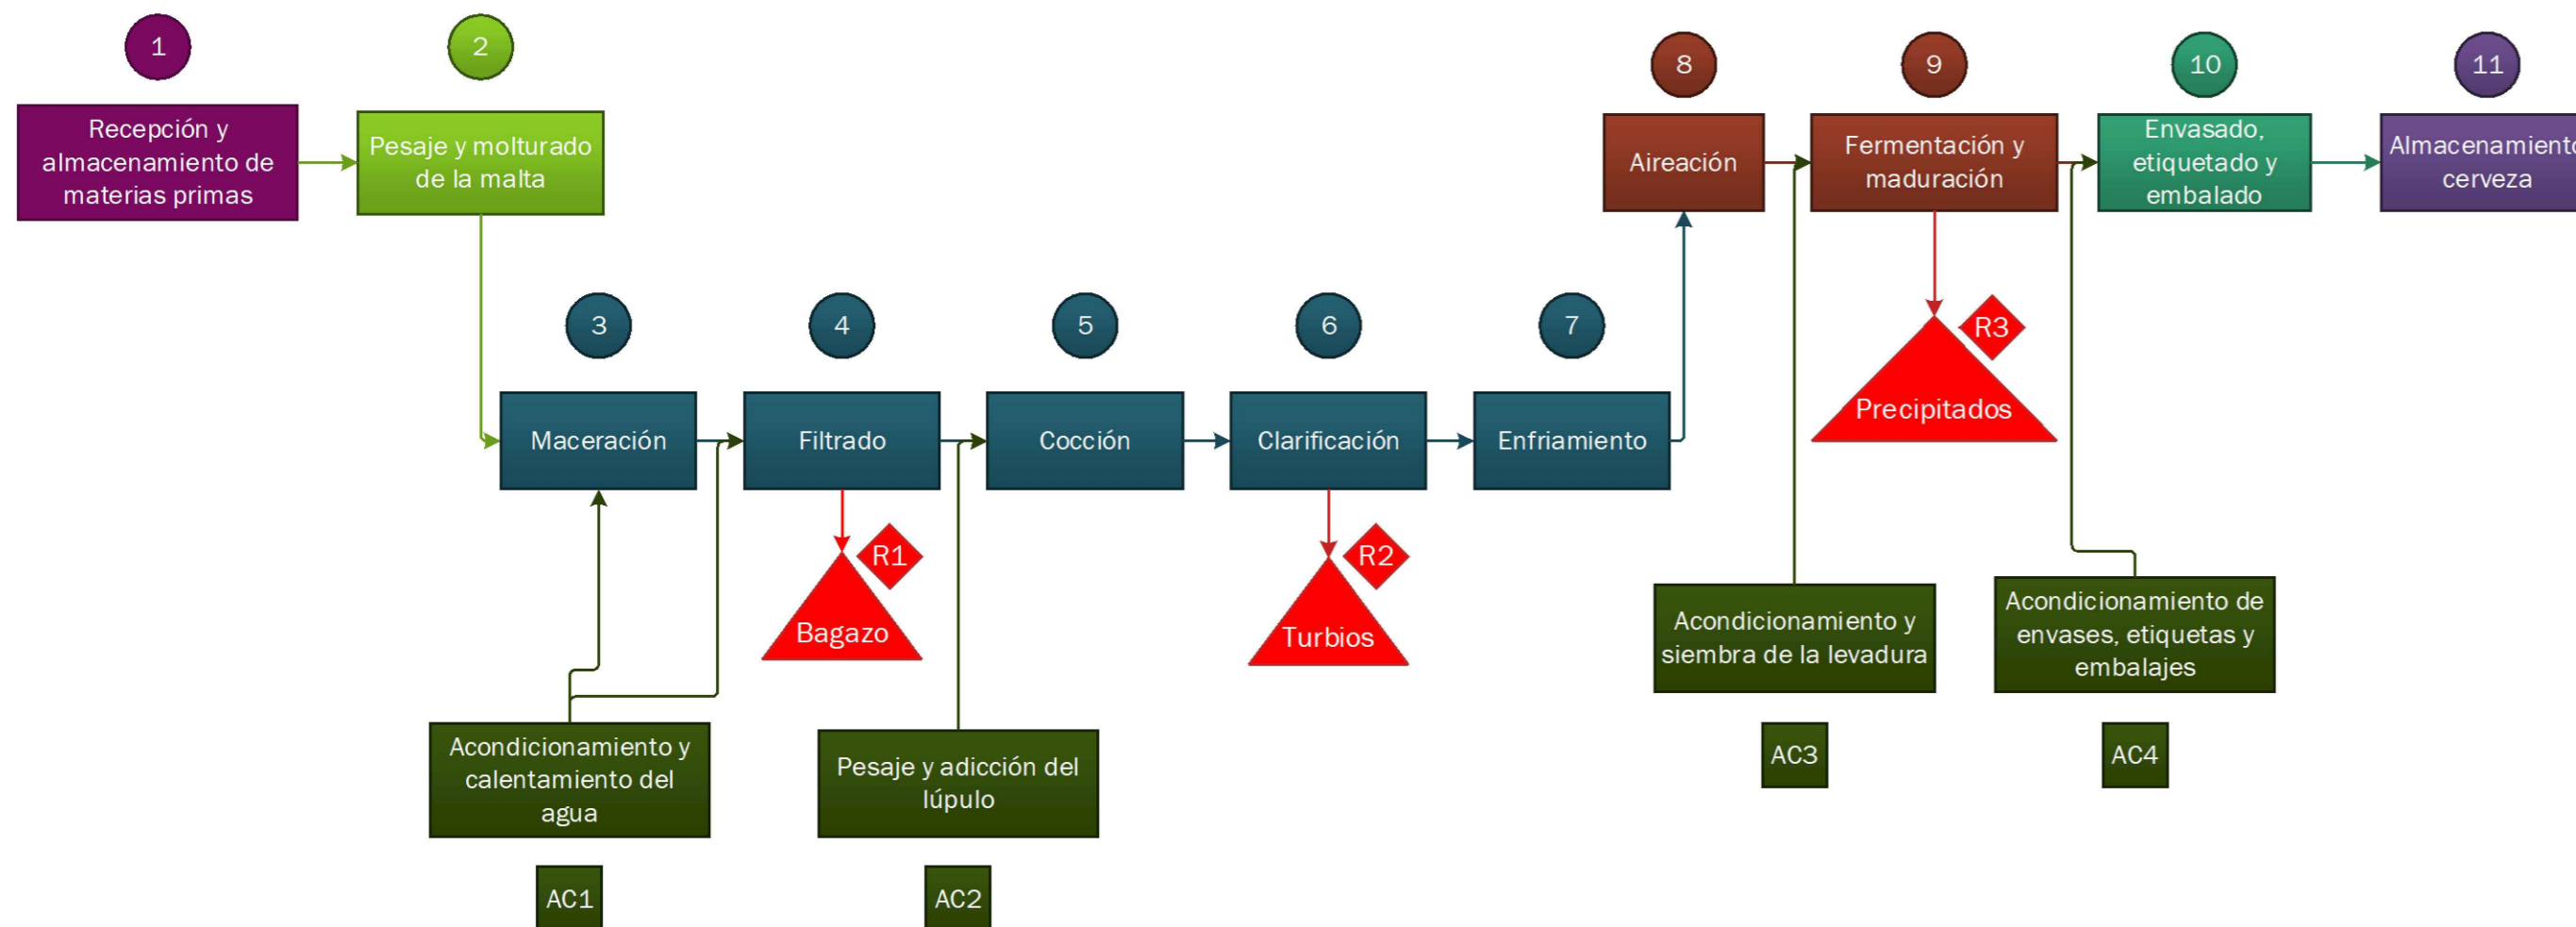 1
Recepción y
almacenamiento de
materias primas
2
Pesaje y molturado
de la malta
3
Maceración
4
Filtrado
5
Cocción
6
Clarificación
7
Enfriamiento
8
Aireación
9
Fermentación y
maduración
10
Envasado,
etiquetado y
embalado
11
cerveza
R1
Bagazo
R2
Turbios
R3
Precipitados
Acondicionamiento y
calentamiento del
agua
AC1
Pesaje y adicción del
lúpulo
AC2
Acondicionamiento y
siembra de la levadura
AC3
Acondicionamiento de
envases, etiquetas y
embalajes
AC4